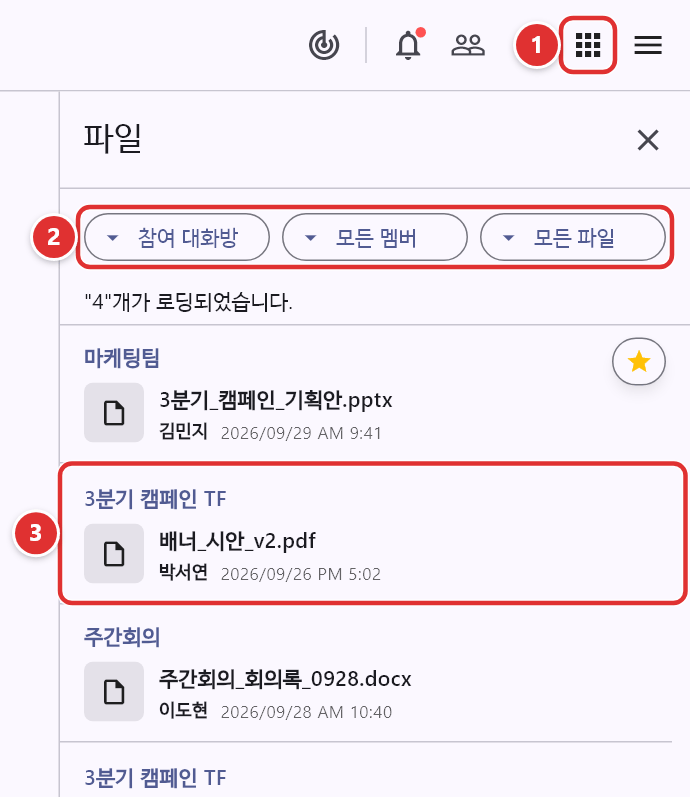 1
파일
2
참여 대화방
모든 멤버
모든 파일
"4"개가 로딩되었습니다.
마케팅팀
3분기_캠페인_기획안.pptx
김민지 2026/09/29 AM 9:41
3
3분기 캠페인 TF
배너_시안_v2.pdf
박서연 2026/09/26 PM 5:02
주간회의
주간회의_회의록_0928.docx
이도현 2026/09/28 AM 10:40
3분기 캠페인 TF